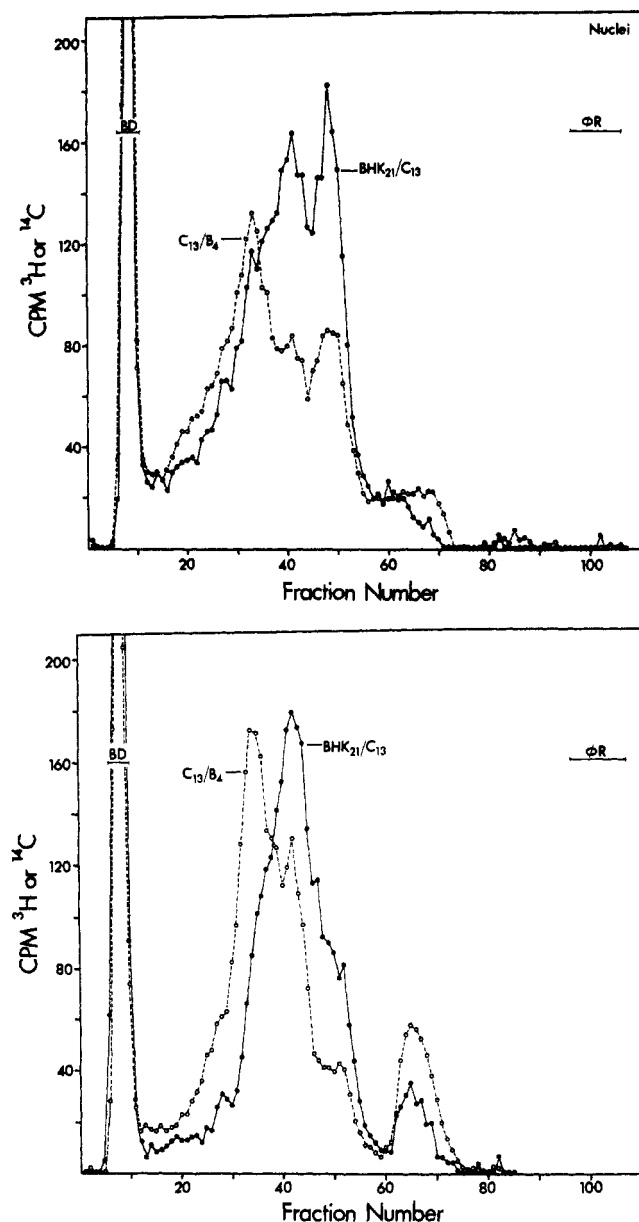 Nuclei
200
BD
ΦR
160
BHK₂₁/C₁₃
C₁₃/B₄
120
80
40
CPM ³H or ¹⁴C
20 40 60 80 100
Fraction Number
200
BHK₂₁/C₁₃
BD
ΦR
C₁₃/B₄
160
120
80
40
CPM ³H or ¹⁴C
20 40 60 80 100
Fraction Number